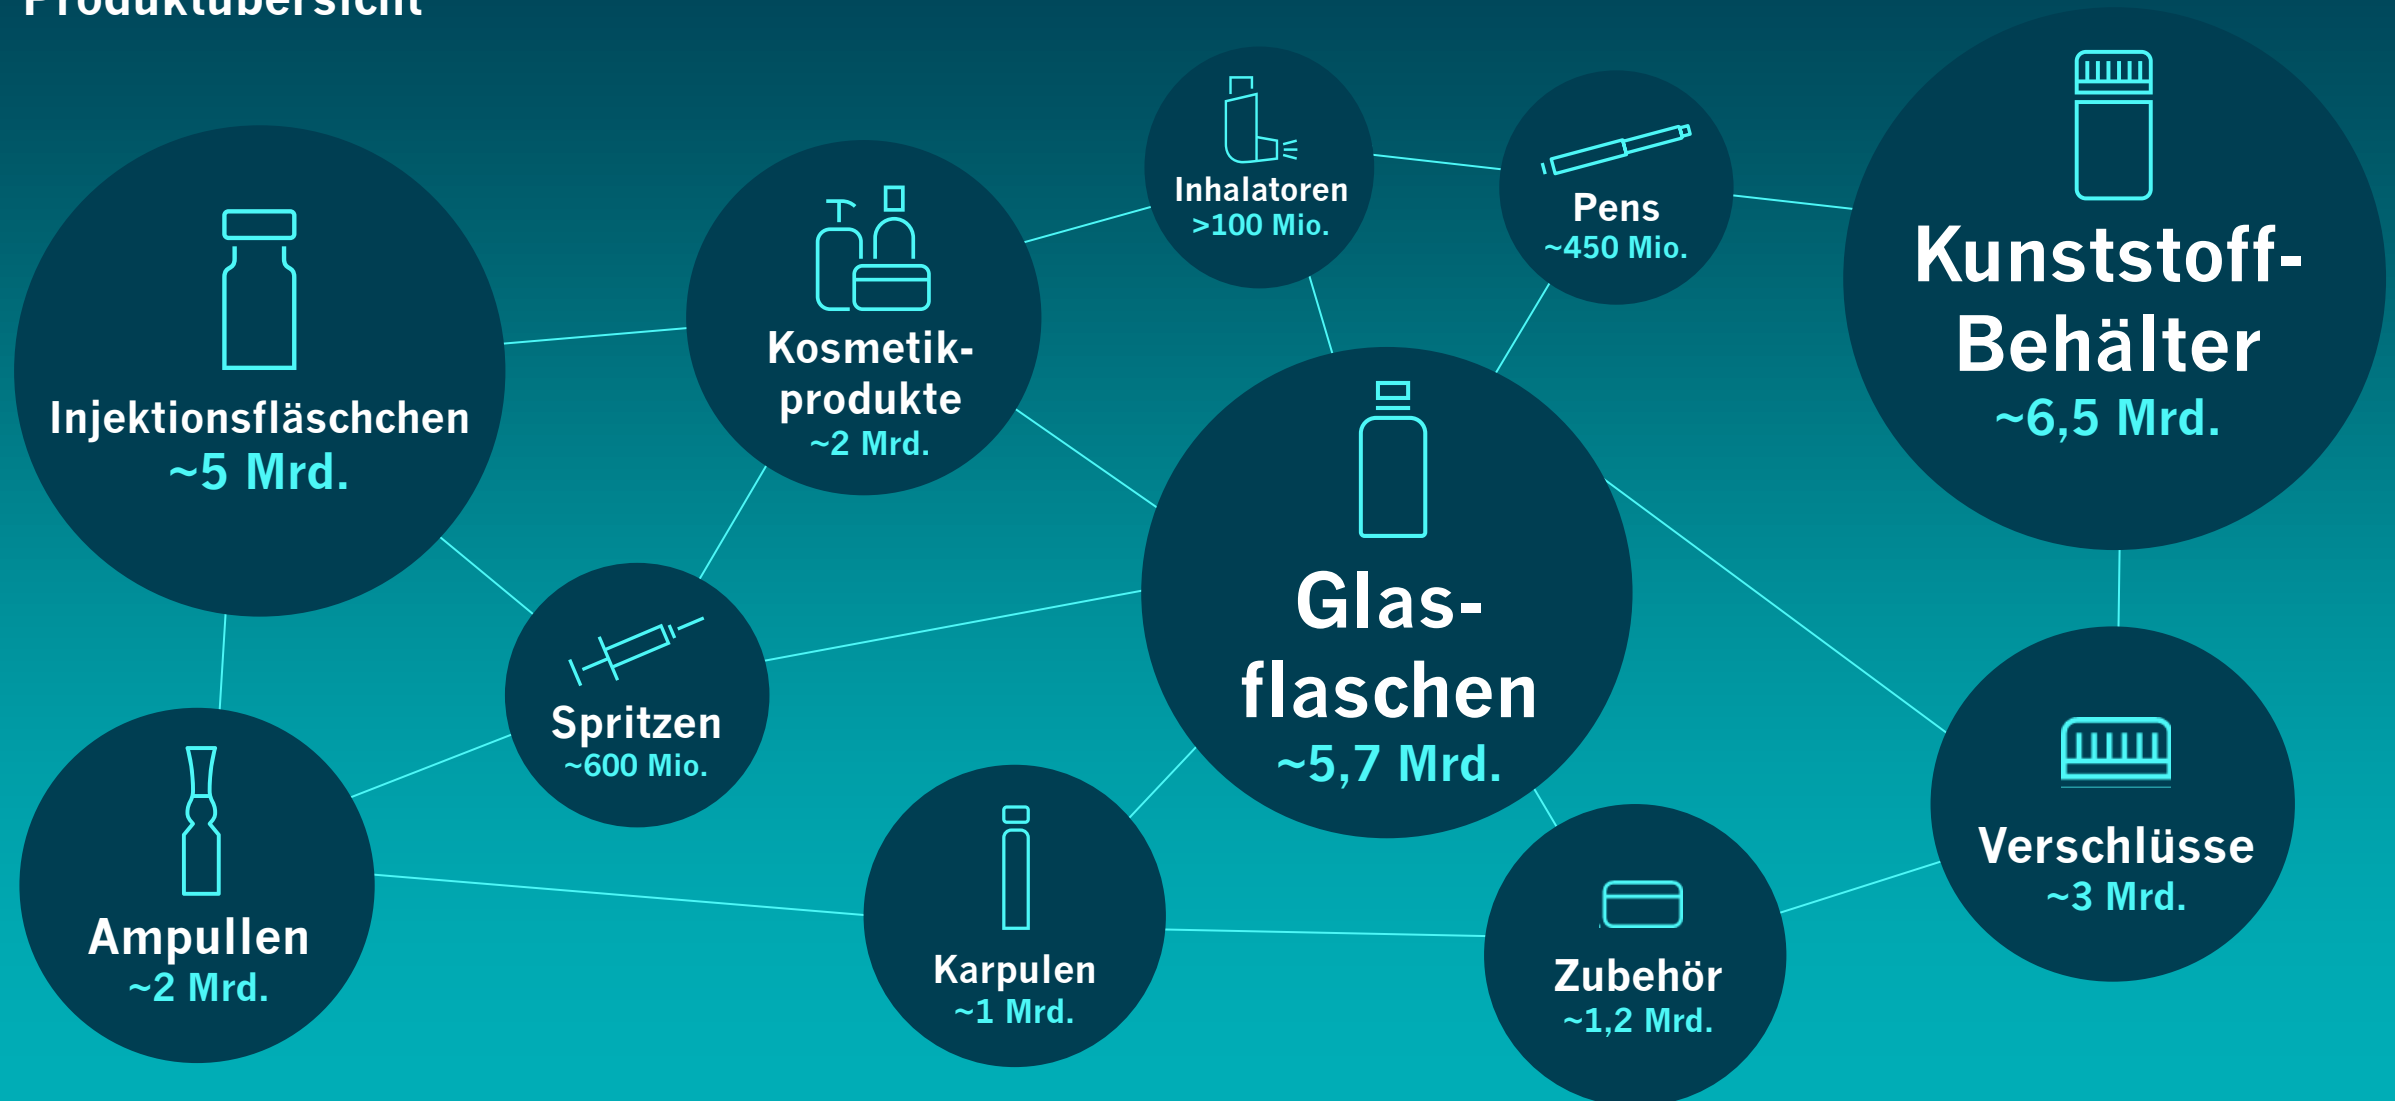 Produktübersicht
Inhalatoren
>100 Mio.
Pens
~450 Mio.
Kunststoff-
Behälter
~6,5 Mrd.
Kosmetik-
produkte
~2 Mrd.
Injektionsfläschchen
~5 Mrd.
Glas-
flaschen
~5,7 Mrd.
Spritzen
~600 Mio.
Verschlüsse
~3 Mrd.
Ampullen
~2 Mrd.
Karpulen
~1 Mrd.
Zubehör
~1,2 Mrd.